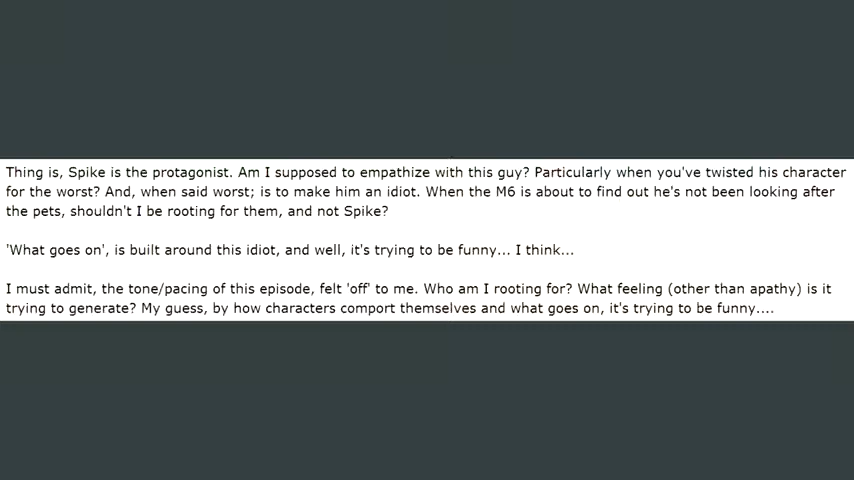 Thing is, Spike is the protagonist. Am I supposed to empathize with this guy? Particularly when you've twisted his character
for the worst? And, when said worst; is to make him an idiot. When the M6 is about to find out he's not been looking after
the pets, shouldn't I be rooting for them, and not Spike?
'What goes on', is built around this idiot, and well, it's trying to be funny... I think...
I must admit, the tone/pacing of this episode, felt 'off' to me. Who am I rooting for? What feeling (other than apathy) is it
trying to generate? My guess, by how characters comport themselves and what goes on, it's trying to be funny....